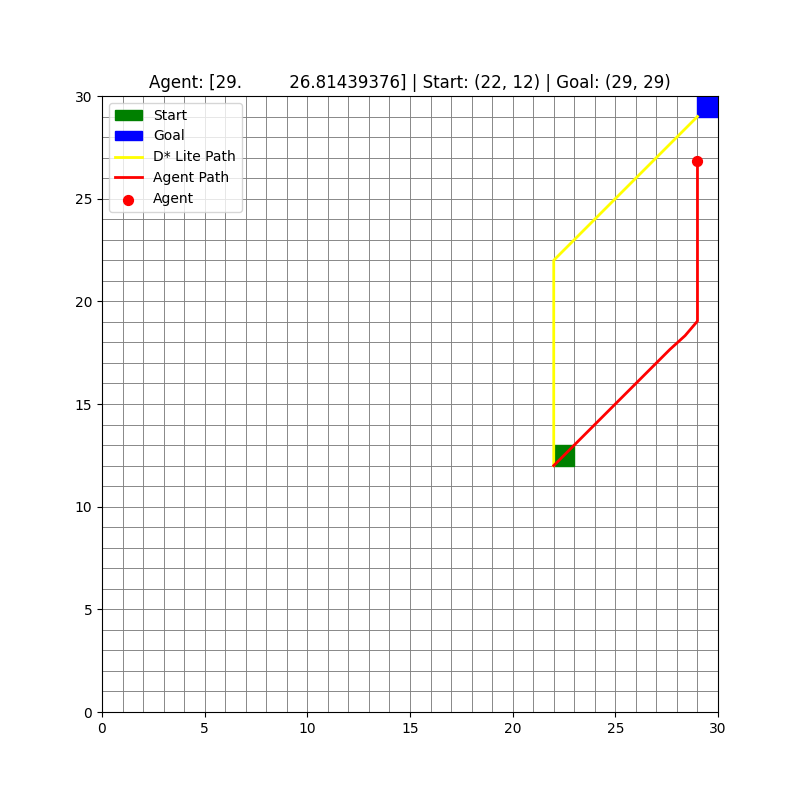 Agent: [29.         26.81439376] | Start: (22, 12) | Goal: (29, 29)
Start
Goal
D* Lite Path
Agent Path
Agent
30
25
20
15
10
5
0
0 5 10 15 20 25 30